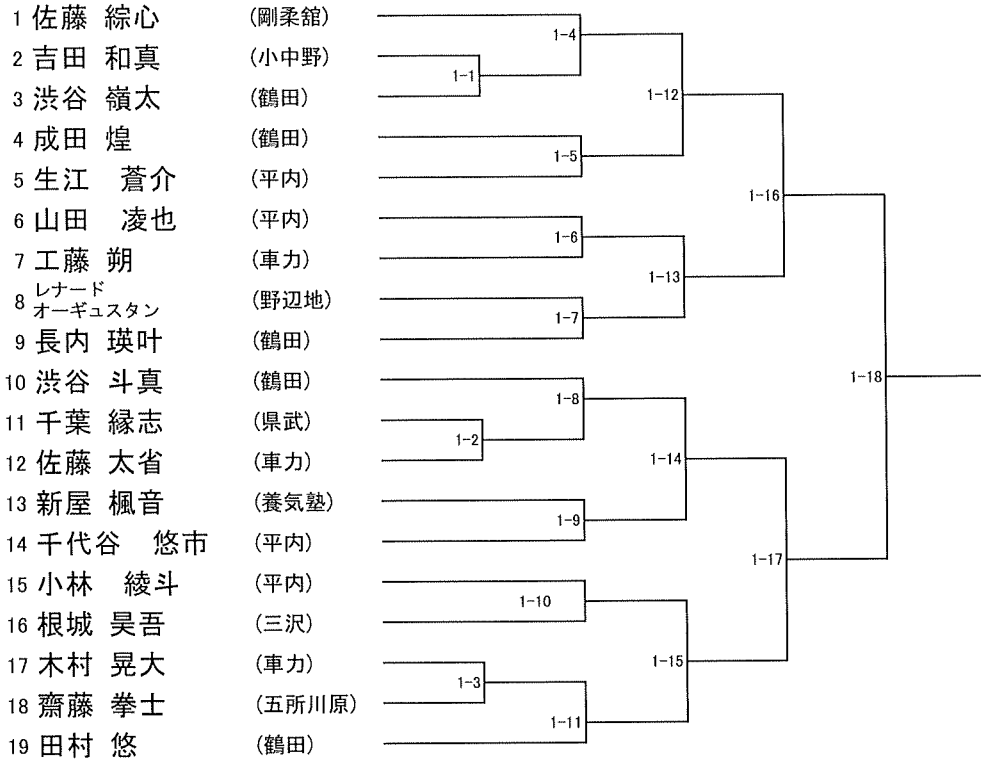 1 佐藤 綜心 (剛柔舘)
1-4
2 吉田 和真 (小中野)
1-1
3 渋谷 嶺太 (鶴田)
1-12
4 成田 煌 (鶴田)
1-5
5 生江 蒼介 (平内)
1-16
6 山田 凌也 (平内)
1-6
7 工藤 朔 (車力)
1-13
8 レナード
オーギュスタン (野辺地)
1-7
9 長内 瑛叶 (鶴田)
1-18
10 渋谷 斗真 (鶴田)
1-8
11 千葉 縁志 (県武)
1-2
12 佐藤 太省 (車力)
1-14
13 新屋 楓音 (養気塾)
1-9
14 千代谷 悠市 (平内)
1-17
15 小林 綾斗 (平内)
1-10
16 根城 昊吾 (三沢)
17 木村 晃大 (車力)
1-15
1-3
18 齋藤 拳士 (五所川原)
1-11
19 田村 悠 (鶴田)